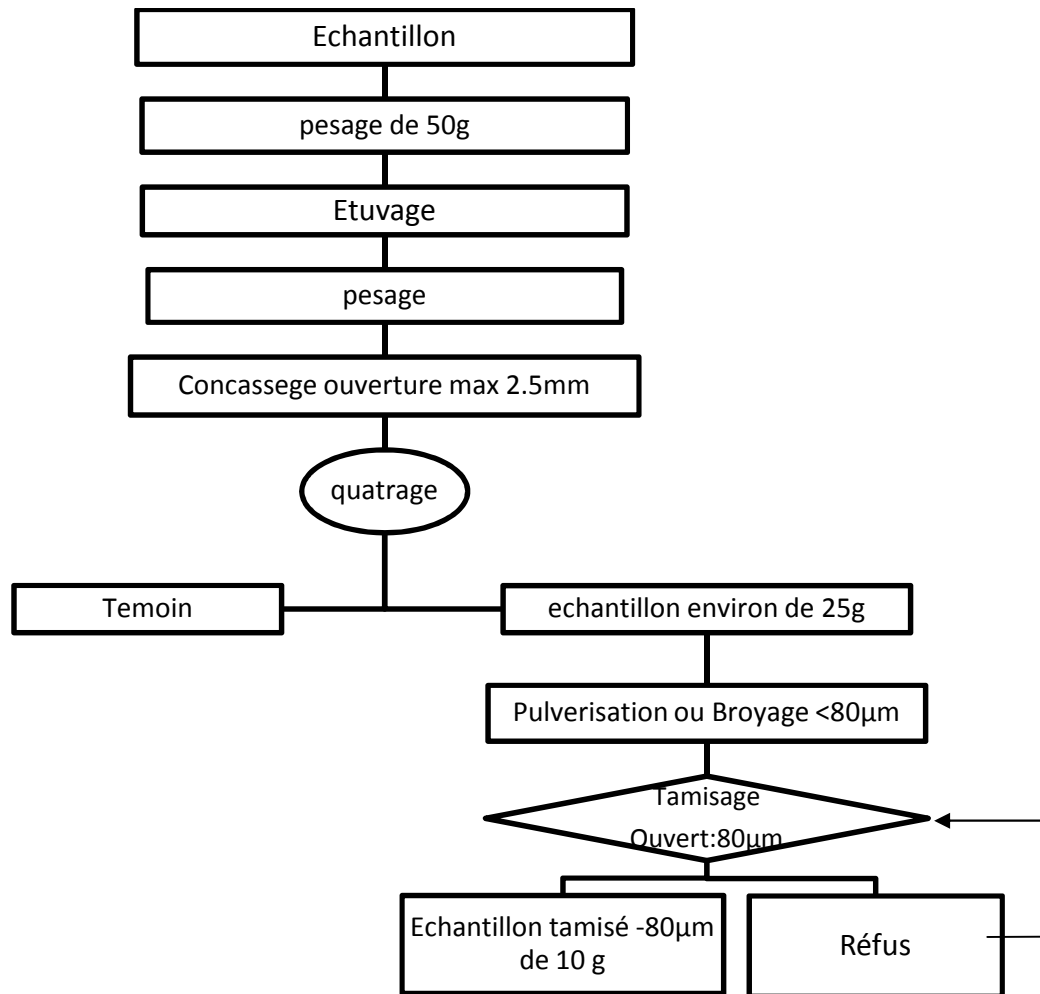 Echantillon
pesage de 50g
Etuvage
pesage
Concassege ouverture max 2.5mm
quatrage
Temoin
echantillon environ de 25g
Pulverisation ou Broyage <80µm
Tamisage
Ouvert:80µm
Echantillon tamisé -80µm
de 10 g
Réfus